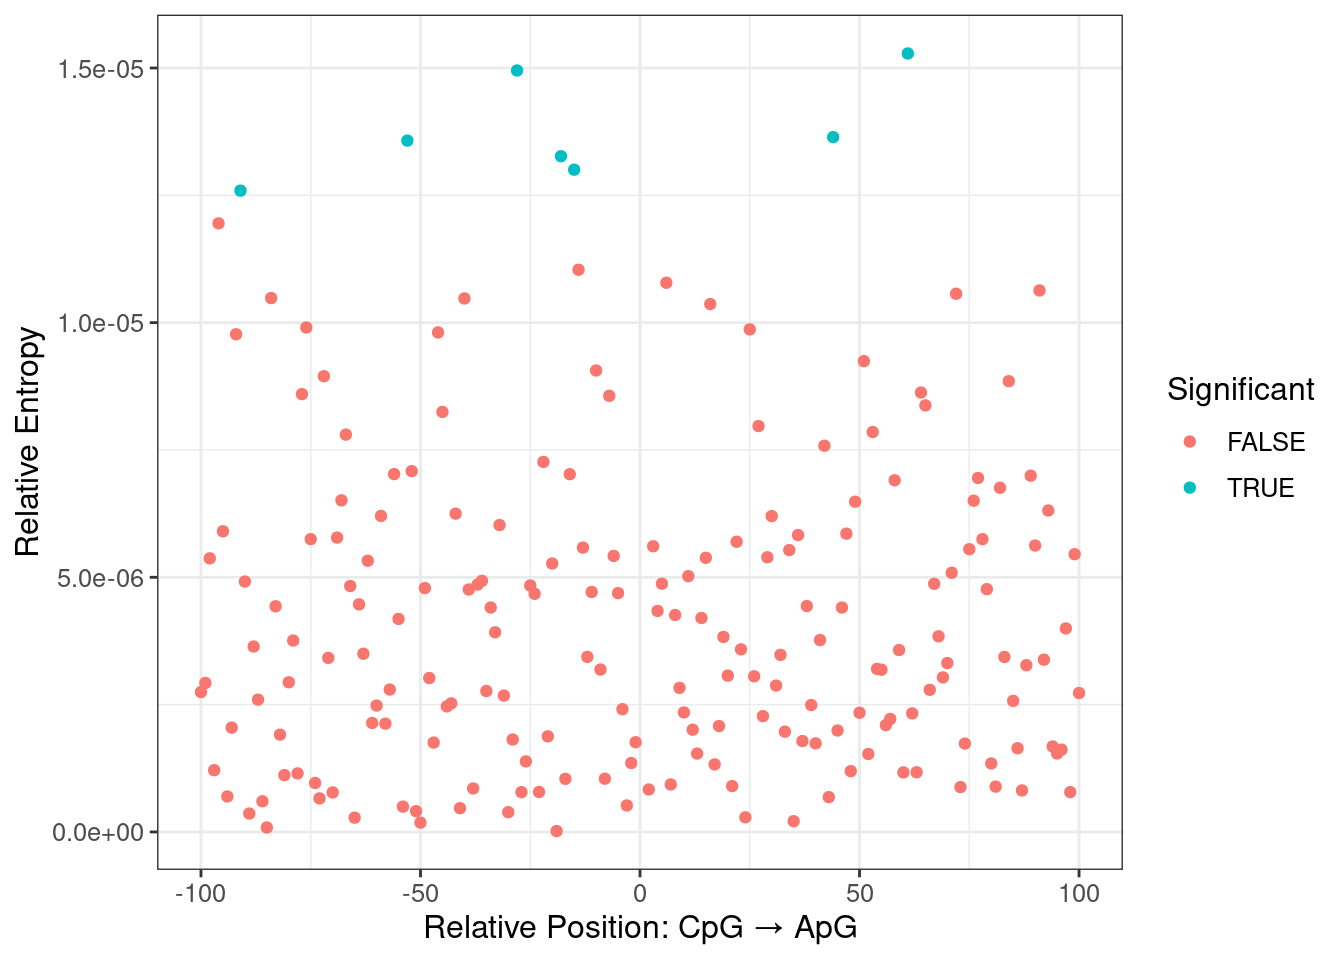 1.5e-05
1.0e-05
5.0e-06
0.0e+00
Relative Entropy
-100
-50
0
50
100
Relative Position: CpG → ApG
Significant
FALSE
TRUE